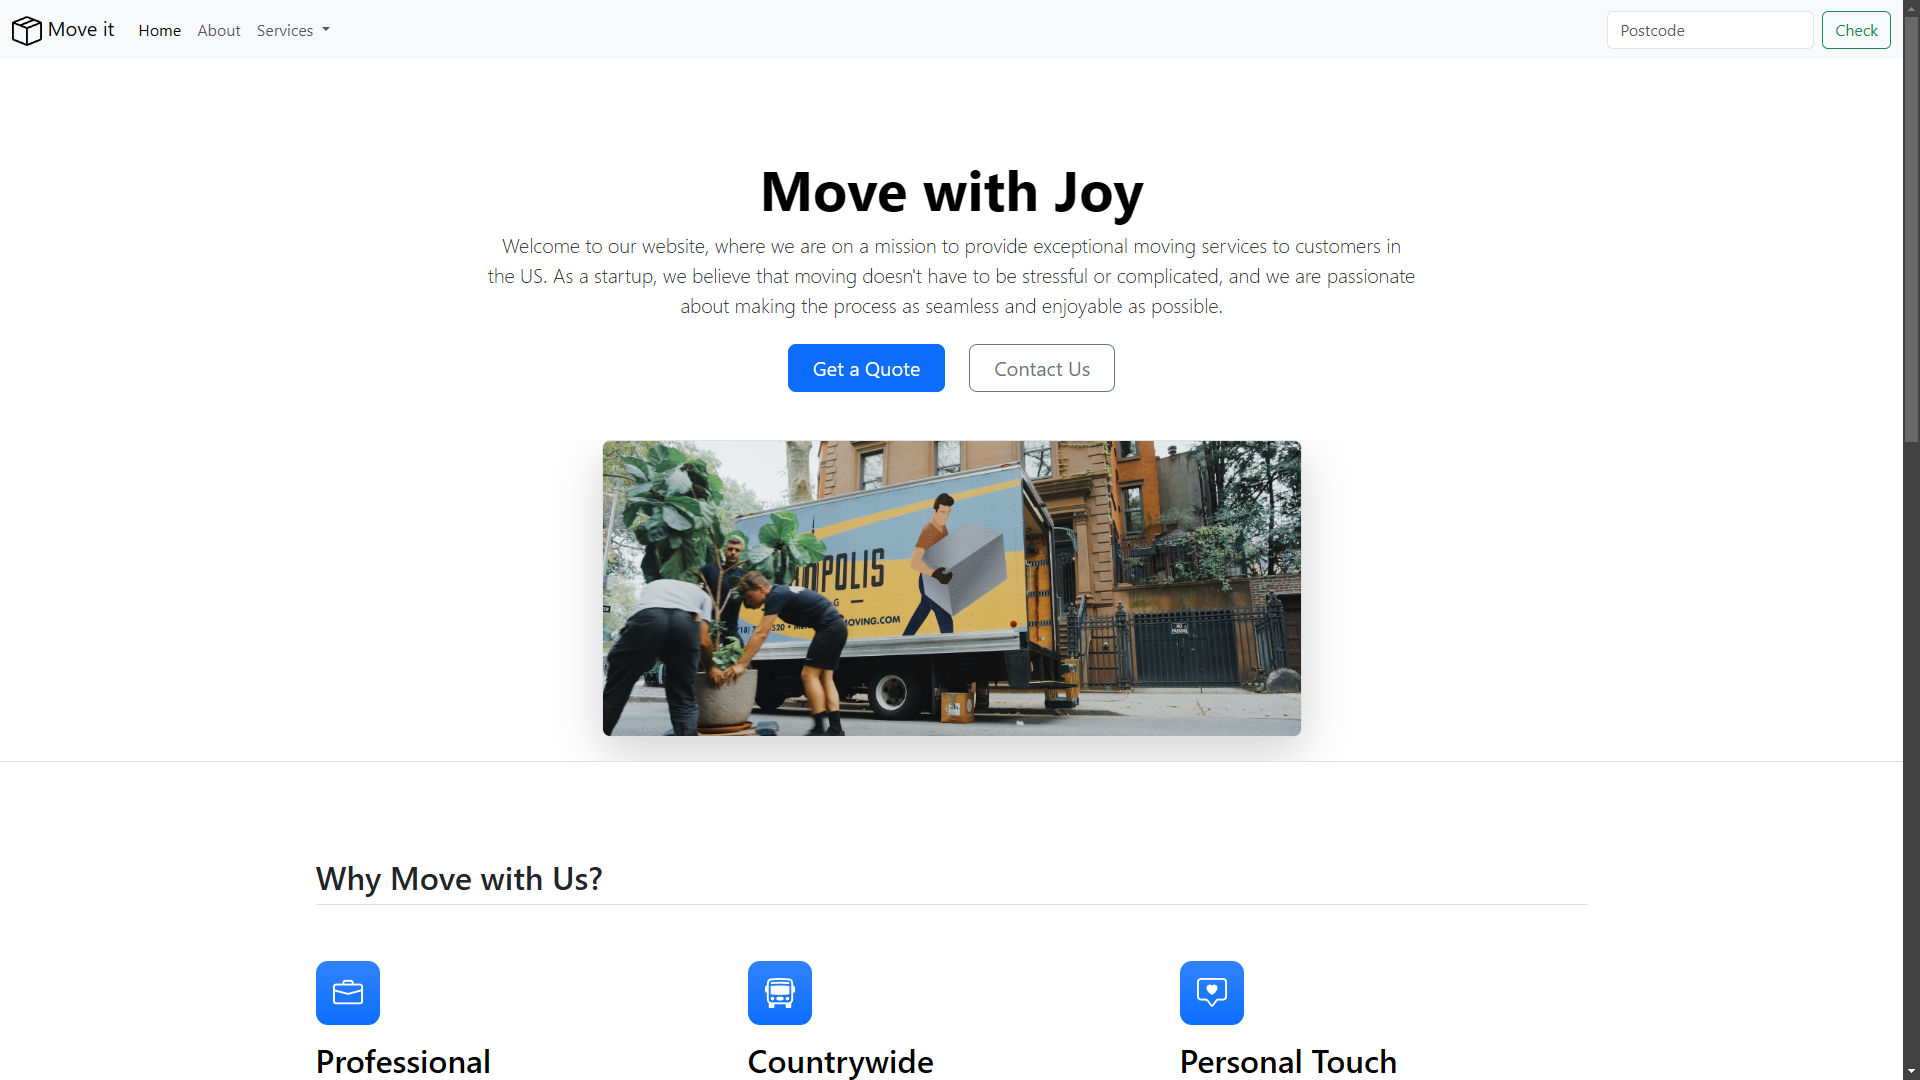 Move it
Home
About
Services
Postcode
Check
Move with Joy
Welcome to our website, where we are on a mission to provide exceptional moving services to customers in
the US. As a startup, we believe that moving doesn't have to be stressful or complicated, and we are passionate
about making the process as seamless and enjoyable as possible.
Get a Quote
Contact Us
POLIS
MOVING.COM
NO
PARKING
Why Move with Us?
Professional
Countrywide
Personal Touch